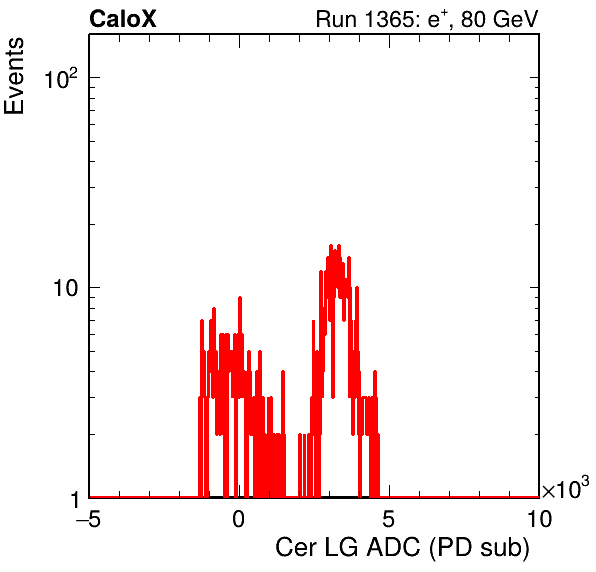 CaloX Run 1365: e⁺, 80 GeV
Events
10²
10
1
−5 0 5 10
×10³
Cer LG ADC (PD sub)